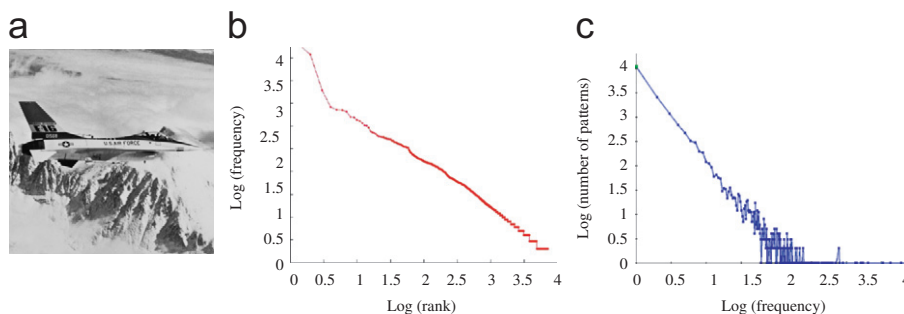 a
b
c
F16
U.S. AIR FORCE
Log (frequency)
4
3.5
3
2.5
2
1.5
1
0.5
0
0 0.5 1 1.5 2 2.5 3 3.5 4
Log (rank)
Log (number of patterns)
4
4
3.5
3
2.5
2
1.5
1
0.5
0
0 0.5 1 1.5 2 2.5 3 3.5 4
Log (frequency)